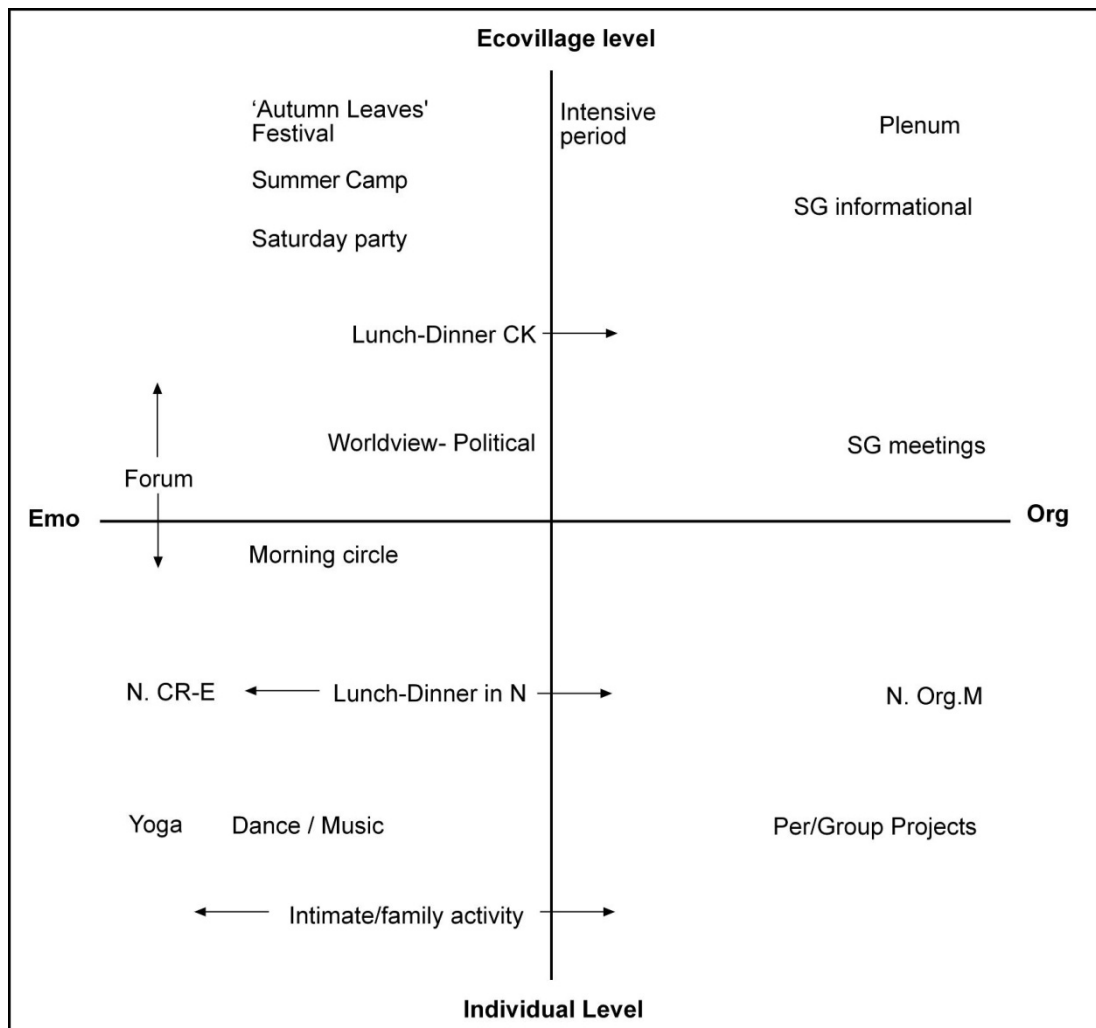 Ecovillage level
‘Autumn Leaves'
Festival
Intensive
period
Plenum
Summer Camp
SG informational
Saturday party
Lunch-Dinner CK
Worldview- Political
SG meetings
Forum
Emo
Org
Morning circle
N. CR-E
Lunch-Dinner in N
N. Org.M
Yoga
Dance / Music
Per/Group Projects
Intimate/family activity
Individual Level